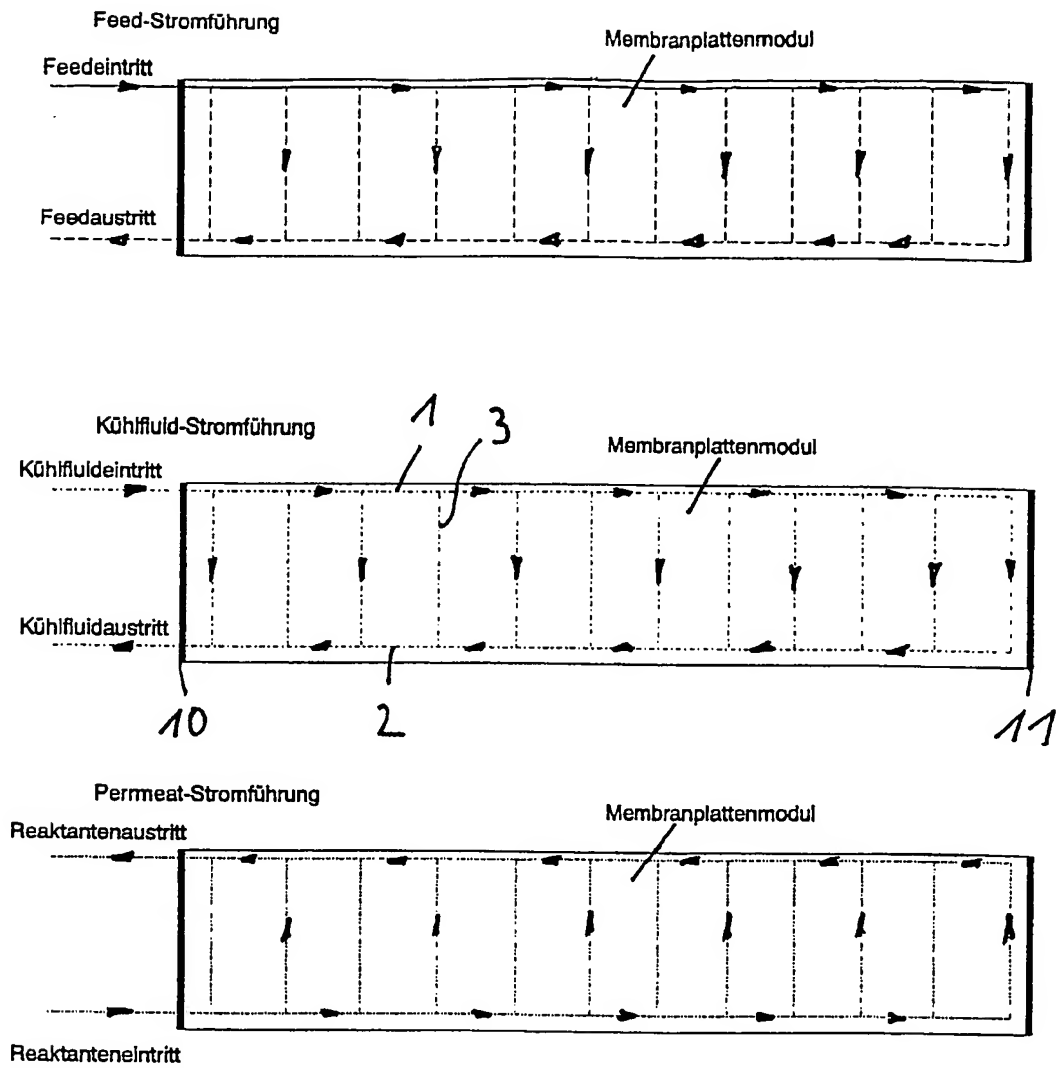 Feed-Stromführung
Membranplattenmodul
Feedeintritt
Feedaustritt
1
3
Kühlfluid-Stromführung
Membranplattenmodul
Kühlfluideintritt
Kühlfluidaustritt
10
2
11
Permeat-Stromführung
Membranplattenmodul
Reaktantenaustritt
Reaktanteneintritt